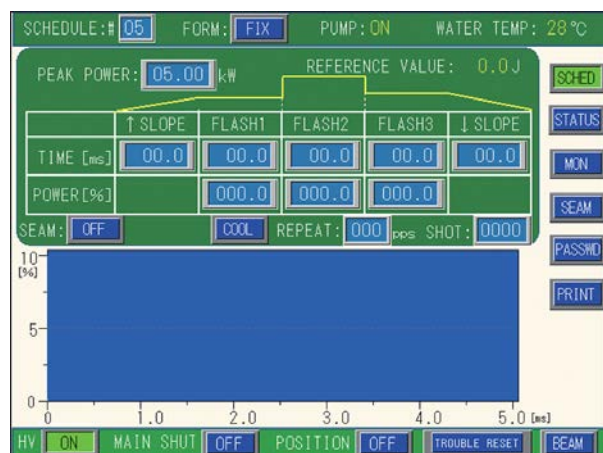 SCHEDULE:# 05 FORM: FIX PUMP:ON WATER TEMP: 28℃
PEAK POWER: 05.00 kW REFERENCE VALUE: 0.0J
SCHED
↑SLOPE FLASH1 FLASH2 FLASH3 ↓SLOPE
STATUS
TIME [ms] 00.0 00.0 00.0 00.0 00.0
MON
POWER[%] 000.0 000.0 000.0
SEAM
SEAM: OFF COOL REPEAT: 000 pps SHOT: 0000
PASSWD
10
[%]
PRINT
5
0
0 1.0 2.0 3.0 4.0 5.0 [ms]
HV ON MAIN SHUT OFF POSITION OFF TROUBLE RESET BEAM